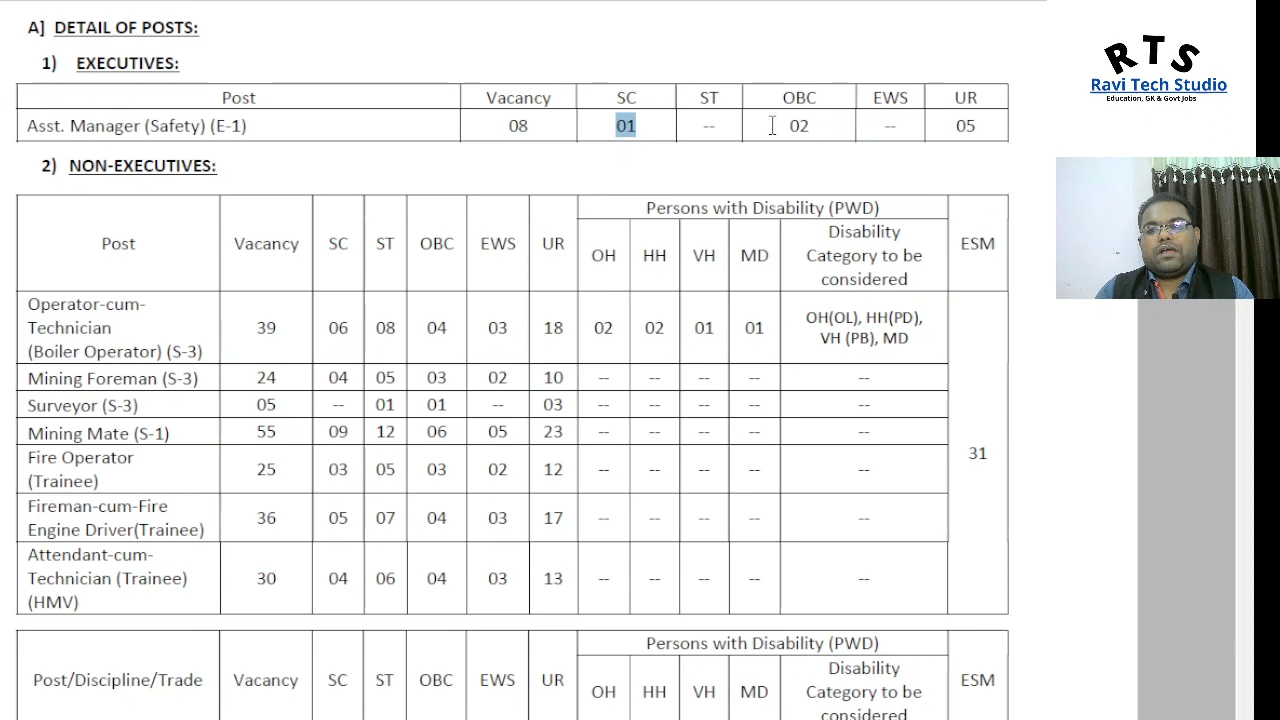 A] DETAIL OF POSTS:
1) EXECUTIVES:
Post Vacancy SC ST OBC EWS UR
Asst. Manager (Safety) (E-1) 08 01 -- 02 -- 05
2) NON-EXECUTIVES:
Post Vacancy SC ST OBC EWS UR Persons with Disability (PWD) ESM
OH HH VH MD Disability
Category to be
considered
Operator-cum-
Technician
(Boiler Operator) (S-3) 39 06 08 04 03 18 02 02 01 01 OH(OL), HH(PD),
VH (PB), MD
Mining Foreman (S-3) 24 04 05 03 02 10 -- -- -- -- --
Surveyor (S-3) 05 -- 01 01 -- 03 -- -- -- -- --
Mining Mate (S-1) 55 09 12 06 05 23 -- -- -- -- --
31
Fire Operator
(Trainee) 25 03 05 03 02 12 -- -- -- -- --
Fireman-cum-Fire
Engine Driver(Trainee) 36 05 07 04 03 17 -- -- -- -- --
Attendant-cum-
Technician (Trainee)
(HMV) 30 04 06 04 03 13 -- -- -- -- --
Post/Discipline/Trade Vacancy SC ST OBC EWS UR Persons with Disability (PWD) ESM
OH HH VH MD Disability
Category to be
considered
RTS
Ravi Tech Studio
Education, GK & Govt Jobs